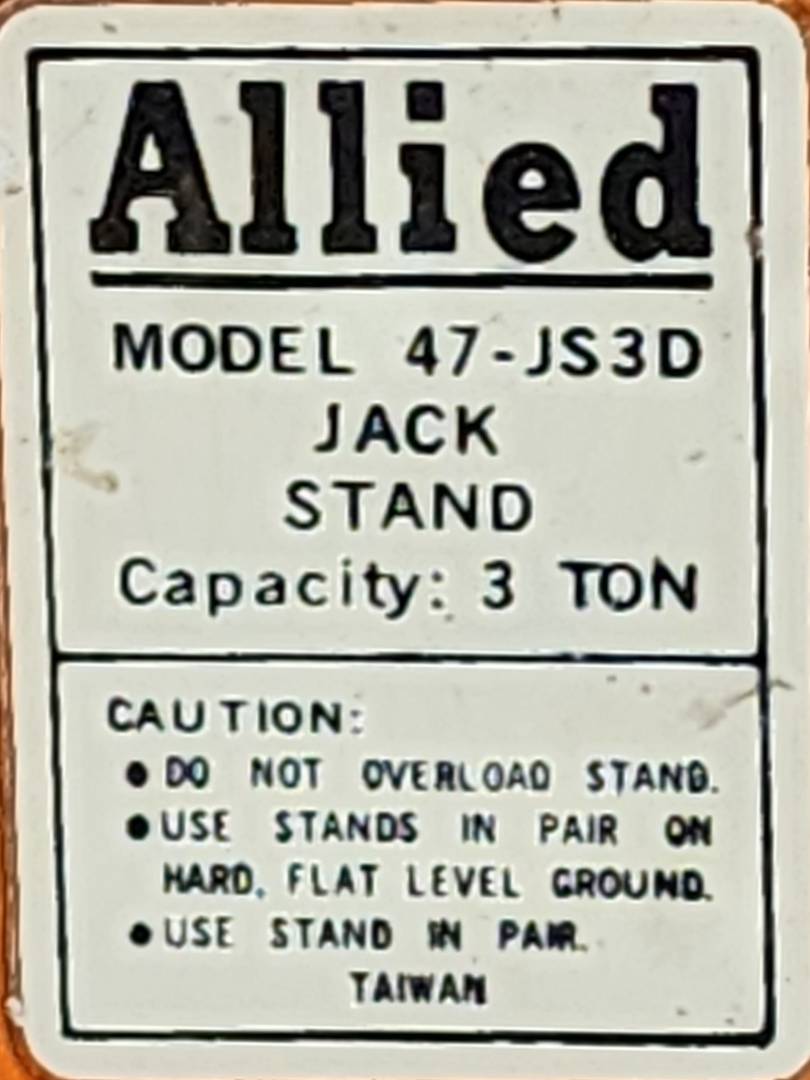 Allied
MODEL 47-JS3D
JACK
STAND
Capacity: 3 TON
CAUTION:
● DO NOT OVERLOAD STAND.
● USE STANDS IN PAIR ON
HARD, FLAT LEVEL GROUND.
● USE STAND IN PAIR.
TAIWAN